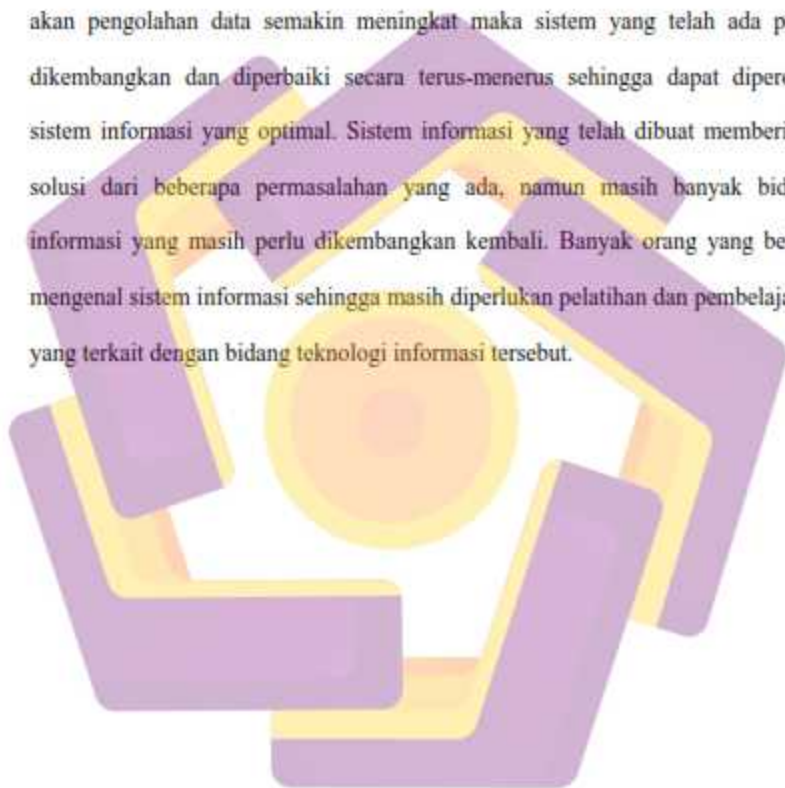 akan pengolahan data semakin meningkat maka sistem yang telah ada p
dikembangkan dan diperbaiki secara terus-menerus sehingga dapat dipero
sistem informasi yang optimal. Sistem informasi yang telah dibuat memberi
solusi dari beberapa permasalahan yang ada, namun masih banyak bid
informasi yang masih perlu dikembangkan kembali. Banyak orang yang be
mengenal sistem informasi sehingga masih diperlukan pelatihan dan pembelaja
yang terkait dengan bidang teknologi informasi tersebut.